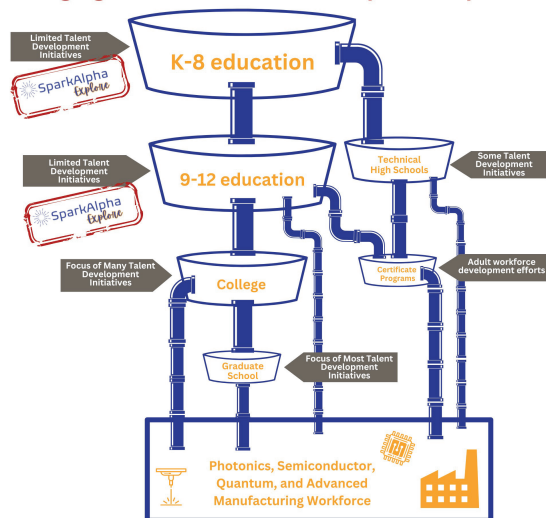 Limited Talent
Development
Initiatives
K-8 education
SparkAlpha
Explore
Limited Talent
Development
Initiatives
9-12 education
SparkAlpha
Explore
Technical
High Schools
Some Talent
Development
Initiatives
Focus of Many Talent
Development
Initiatives
College
Certificate
Programs
Adult workforce
development efforts
Graduate
School
Focus of Most Talent
Development
Initiatives
Photonics, Semiconductor,
Quantum, and Advanced
Manufacturing Workforce